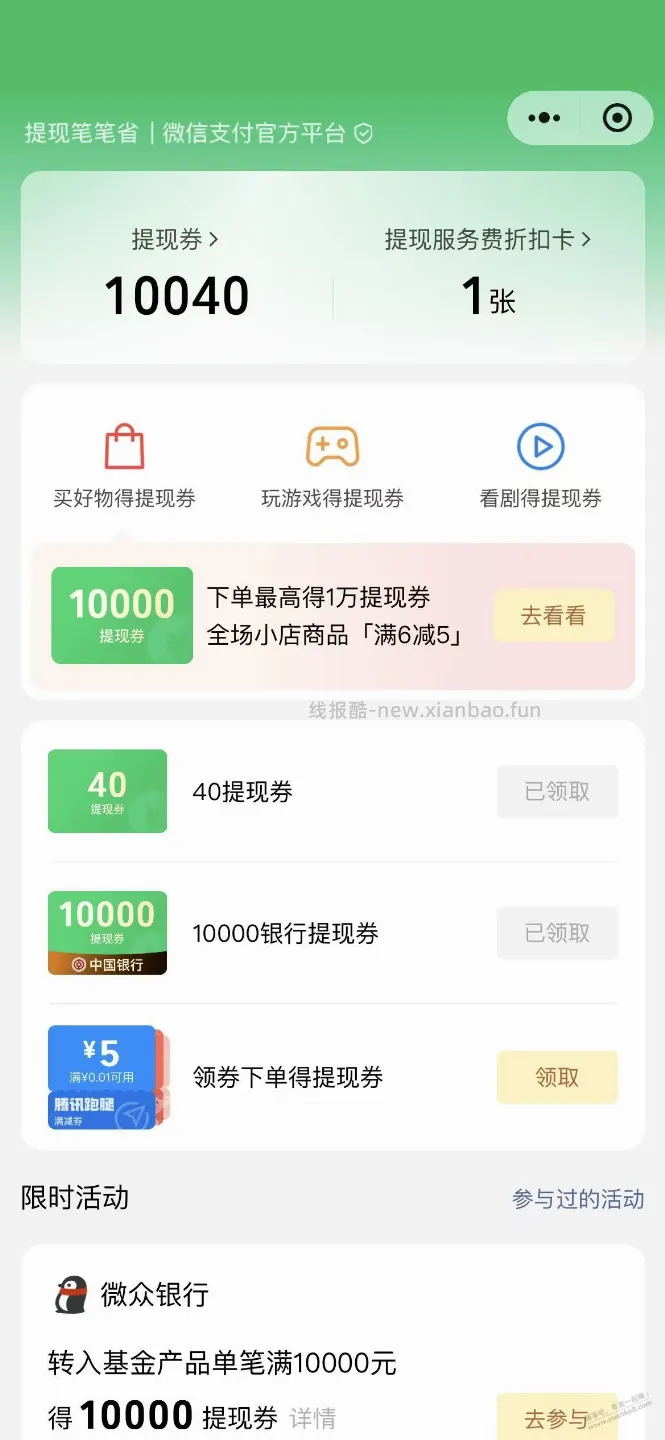 提现笔笔省 | 微信支付官方平台
提现券 >
提现服务费折扣卡 >
10040
1张
买好物得提现券
玩游戏得提现券
看剧得提现券
10000
提现券
下单最高得1万提现券
全场小店商品「满6减5」
去看看
线报酷-new.xianbao.fun
40
提现券
40提现券
已领取
10000
提现券
中国银行
10000银行提现券
已领取
¥5
满¥0.01可用
腾讯跑腿
满减券
领券下单得提现券
领取
限时活动
参与过的活动
微众银行
转入基金产品单笔满10000元
得 10000 提现券 详情
去参与